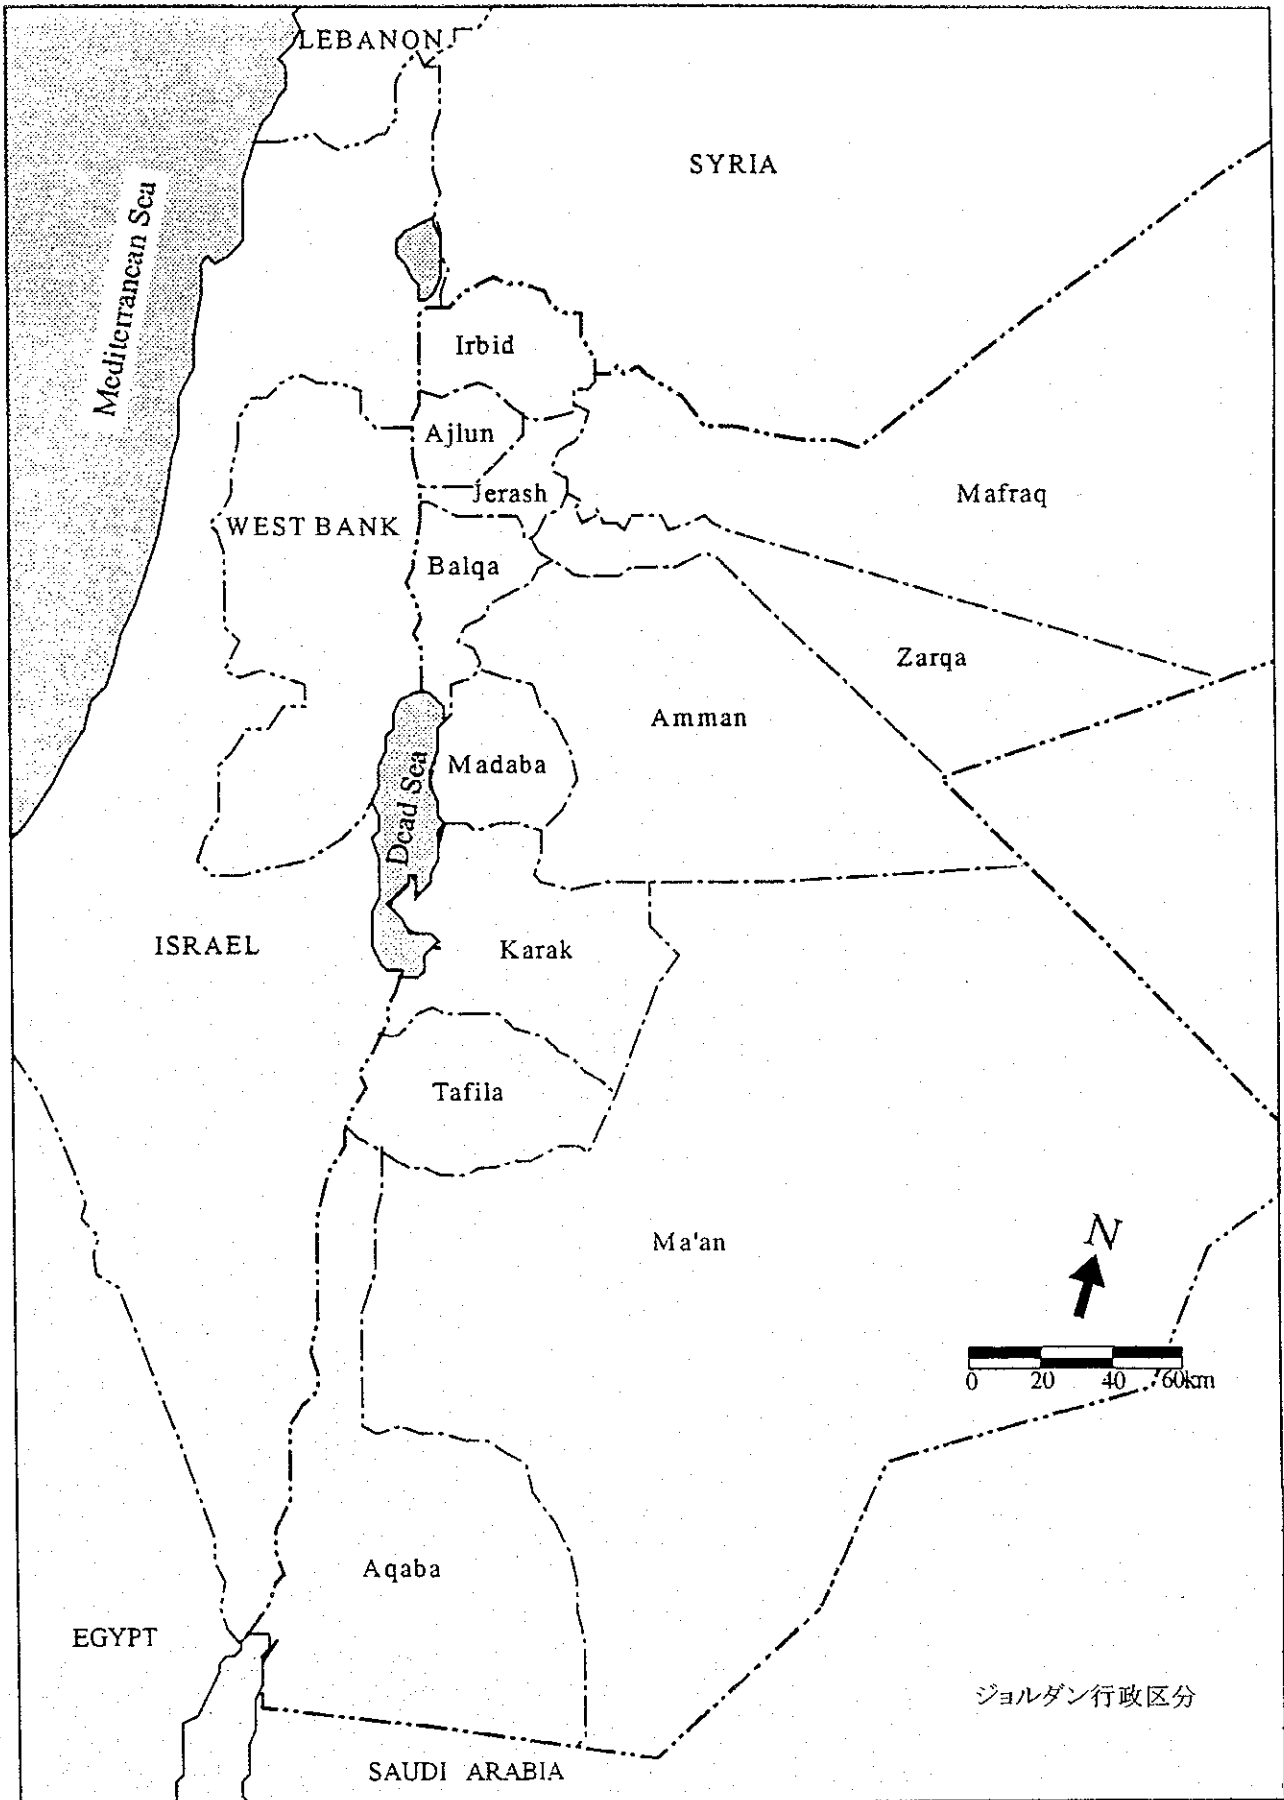 LEBANON
SYRIA
Mediterranean Sea
Irbid
Ajlun
Jerash
Mafraq
WEST BANK
Balqa
Zarqa
Amman
Madaba
Dead Sea
ISRAEL
Karak
Tafila
Ma'an
N
0 20 40 60km
Aqaba
EGYPT
ジョルダン行政区分
SAUDI ARABIA